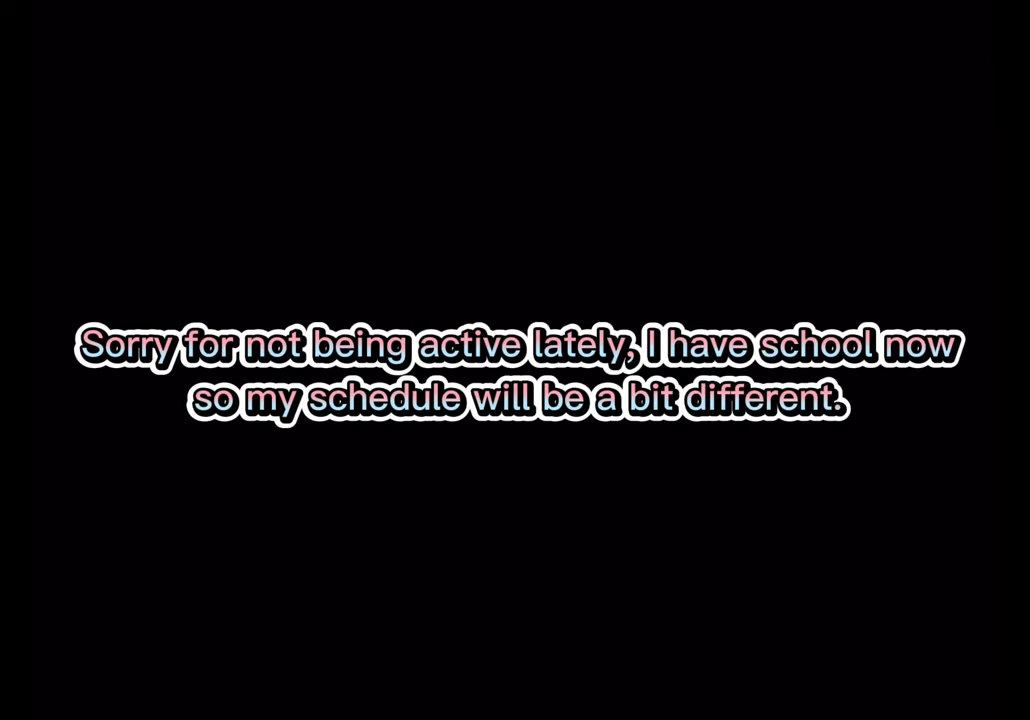 Sorry for not being active lately, I have school now
so my schedule will be a bit different.